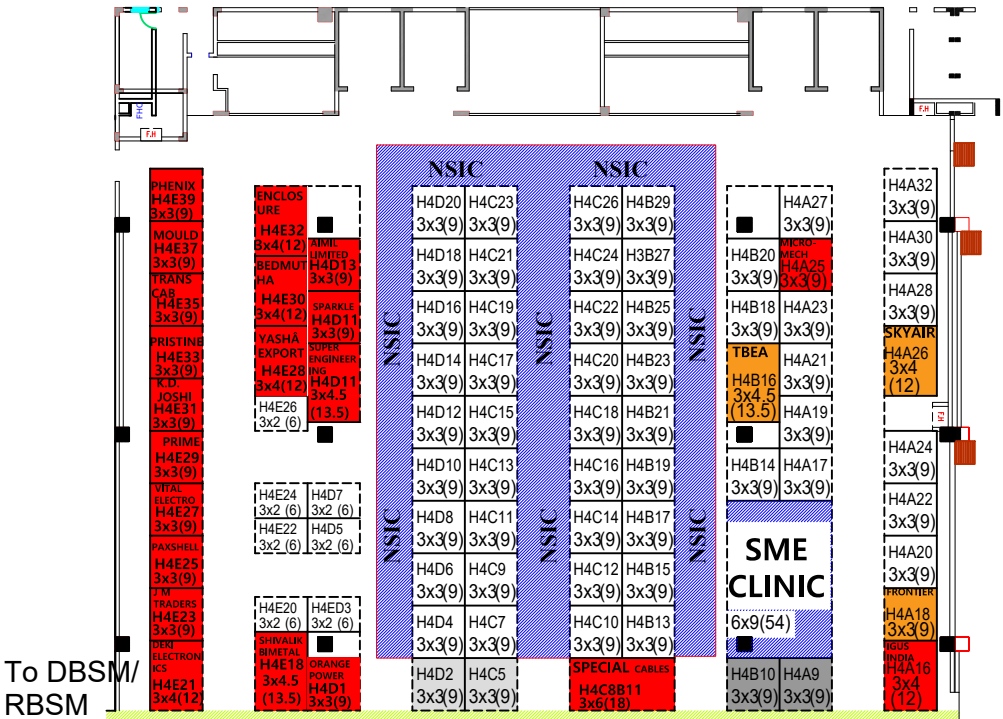 FHC
F.H
F.H
NSIC
NSIC
PHENIX
H4E39
3x3(9)
MOULD
H4E37
3x3(9)
TRANS
CAB
H4E35
3x3(9)
PRISTINE
H4E33
3x3(9)
K.D.
JOSHI
H4E31
3x3(9)
PRIME
H4E29
3x3(9)
VITAL
ELECTRO
H4E27
3x3(9)
PAXSHELL
H4E25
3x3(9)
J M
TRADERS
H4E23
3x3(9)
DEKI
ELECTRON
ICS
H4E21
3x4(12)
ENCLOS
URE
H4E32
3x4(12)
BEDMUT
HA
H4E30
3x4(12)
YASHÂ
EXPORT
H4E28
3x4(12)
H4E26
3x2 (6)
H4E24
3x2 (6)
H4E22
3x2 (6)
H4E20
3x2 (6)
SHIVALIK
BIMETAL
H4E18
3x4.5
(13.5)
AIMIL
LIMITED
H4D13
3x3(9)
SPARKLE
H4D11
3x3(9)
SUPER
ENGINEER
ING
H4D11
3x4.5
(13.5)
H4D7
3x2 (6)
H4D5
3x2 (6)
H4ED3
3x2 (6)
ORANGE
POWER
H4D1
3x3(9)
NSIC
NSIC
H4D20
3x3(9)
H4D18
3x3(9)
H4D16
3x3(9)
H4D14
3x3(9)
H4D12
3x3(9)
H4D10
3x3(9)
H4D8
3x3(9)
H4D6
3x3(9)
H4D4
3x3(9)
H4D2
3x3(9)
H4C23
3x3(9)
H4C21
3x3(9)
H4C19
3x3(9)
H4C17
3x3(9)
H4C15
3x3(9)
H4C13
3x3(9)
H4C11
3x3(9)
H4C9
3x3(9)
H4C7
3x3(9)
H4C5
3x3(9)
NSIC
NSIC
H4C26
3x3(9)
H4C24
3x3(9)
H4C22
3x3(9)
H4C20
3x3(9)
H4C18
3x3(9)
H4C16
3x3(9)
H4C14
3x3(9)
H4C12
3x3(9)
H4C10
3x3(9)
H4B29
3x3(9)
H3B27
3x3(9)
H4B25
3x3(9)
H4B23
3x3(9)
H4B21
3x3(9)
H4B19
3x3(9)
H4B17
3x3(9)
H4B15
3x3(9)
H4B13
3x3(9)
SPECIAL CABLES
H4C8B11
3x6(18)
NSIC
NSIC
H4B20
3x3(9)
H4B18
3x3(9)
TBEA
H4B16
3x4.5
(13.5)
H4B14
3x3(9)
H4A27
3x3(9)
MICRO
MECH
H4A25
3x3(9)
H4A23
3x3(9)
H4A21
3x3(9)
H4A19
3x3(9)
H4A17
3x3(9)
SME
CLINIC
6x9(54)
H4B10
3x3(9)
H4A9
3x3(9)
H4A32
3x3(9)
H4A30
3x3(9)
H4A28
3x3(9)
SKYAIR
H4A26
3x4
(12)
F.H
H4A24
3x3(9)
H4A22
3x3(9)
H4A20
3x3(9)
FRONTIER
H4A18
3x3(9)
IGUS
INDIA
H4A16
3x4
(12)
To DBSM/
RBSM